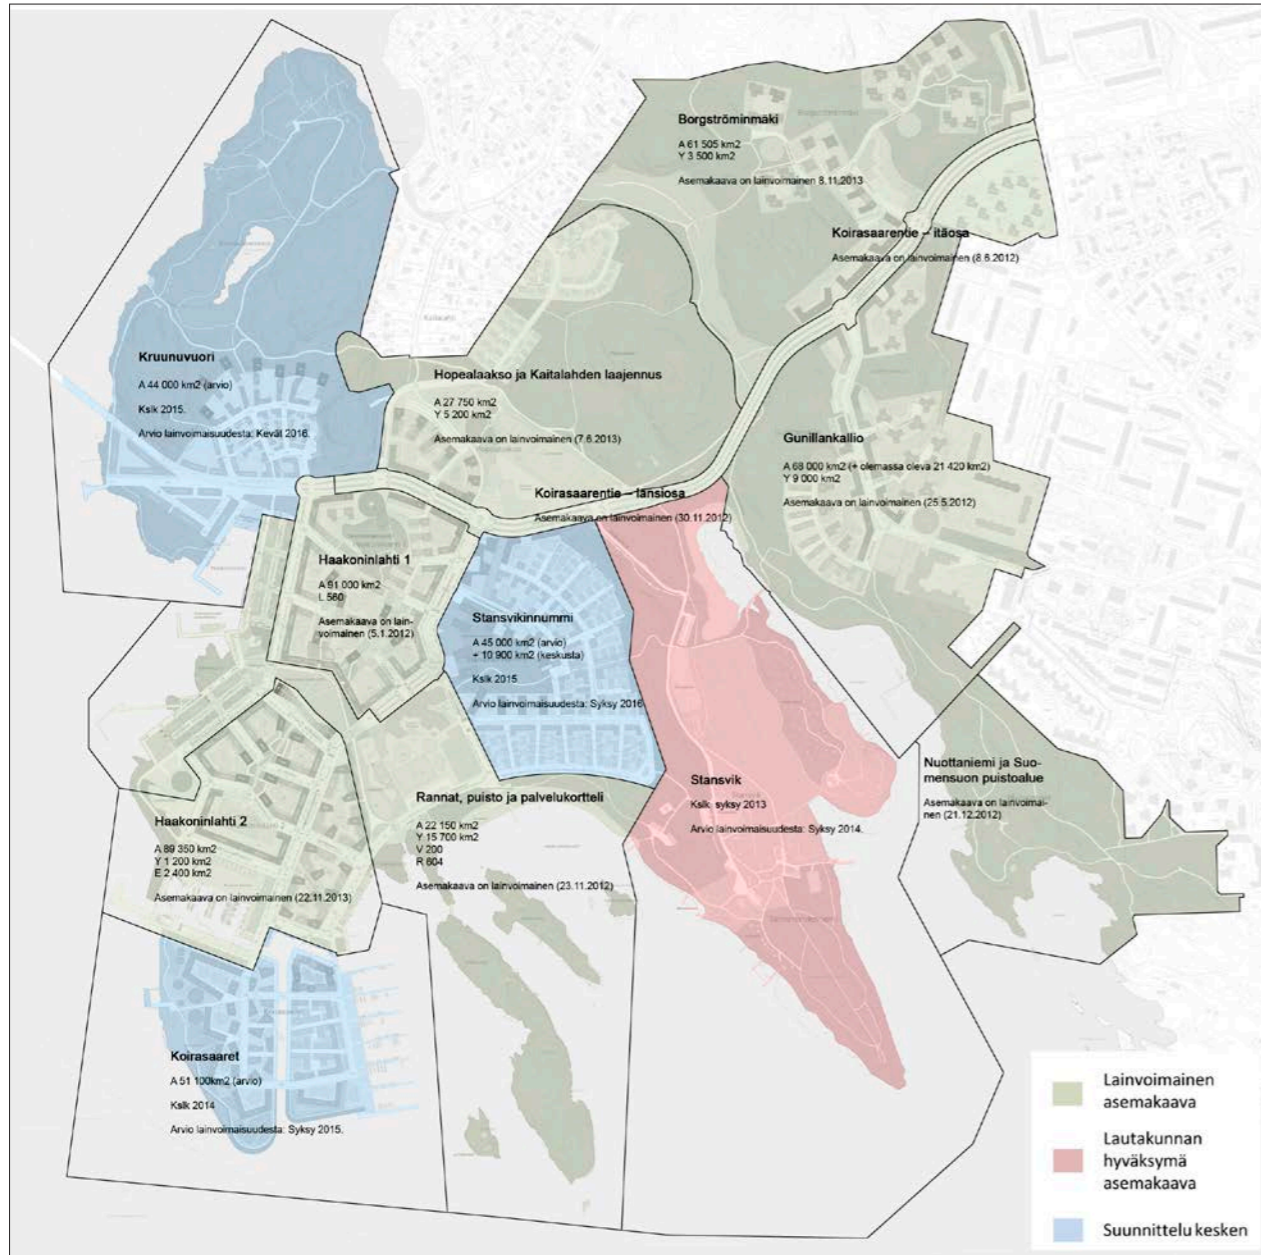 Borgströminmäki
A 61 505 km2
Y 3 500 km2
Asemakaava on lainvoimainen 8.11.2013
Koirasaarentie – itäosa
Asemakaava on lainvoimainen (8.6.2012)
Kruunuvuori
A 44 000 km2 (arvio)
Kslk 2015.
Arvio lainvoimaisuudesta: Kevät 2016.
Hopealaakso ja Kaitalahden laajennus
A 27 750 km2
Y 5 200 km2
Asemakaava on lainvoimainen (7.6.2013)
Gunillankallio
A 68 000 km2 (+ olemassa oleva 21 420 km2)
Y 9 000 km2
Asemakaava on lainvoimainen (25.5.2012)
Koirasaarentie – länsiosa
Asemakaava on lainvoimainen (30.11.2012)
Haakoninlahti 1
A 91 000 km2
L 560
Asemakaava on lain-
voimainen (5.1.2012)
Stansvikinnummi
A 45 000 km2 (arvio)
+ 10 900 km2 (keskusta)
Kslk 2015.
Arvio lainvoimaisuudesta: Syksy 2016
Stansvik
Kslk: syksy 2013
Arvio lainvoimaisuudesta: Syksy 2014.
Nuottaniemi ja Suo-
mensuon puistoalue
Asemakaava on lainvoimai-
nen (21.12.2012)
Rannat, puisto ja palvelukortteli
A 22 150 km2
Y 15 700 km2
V 200
R 604
Asemakaava on lainvoimainen (23.11.2012)
Haakoninlahti 2
A 89 350 km2
Y 1 200 km2
E 2 400 km2
Asemakaava on lainvoimainen (22.11.2013)
Koirasaaret
A 51 100km2 (arvio)
Kslk 2014
Arvio lainvoimaisuudesta: Syksy 2015.
Lainvoimainen
asemakaava
Lautakunnan
hyväksymä
asemakaava
Suunnittelu kesken